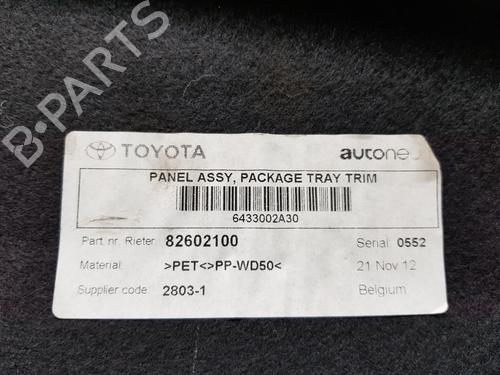 B-PARTS
TOYOTA autoneu
PANEL ASSY, PACKAGE TRAY TRIM
6433002A30
Part. nr. Rieter: 82602100 Serial: 0552
Material: >PET<>PP-WD50< 21 Nov 12
Supplier code: 2803-1 Belgium